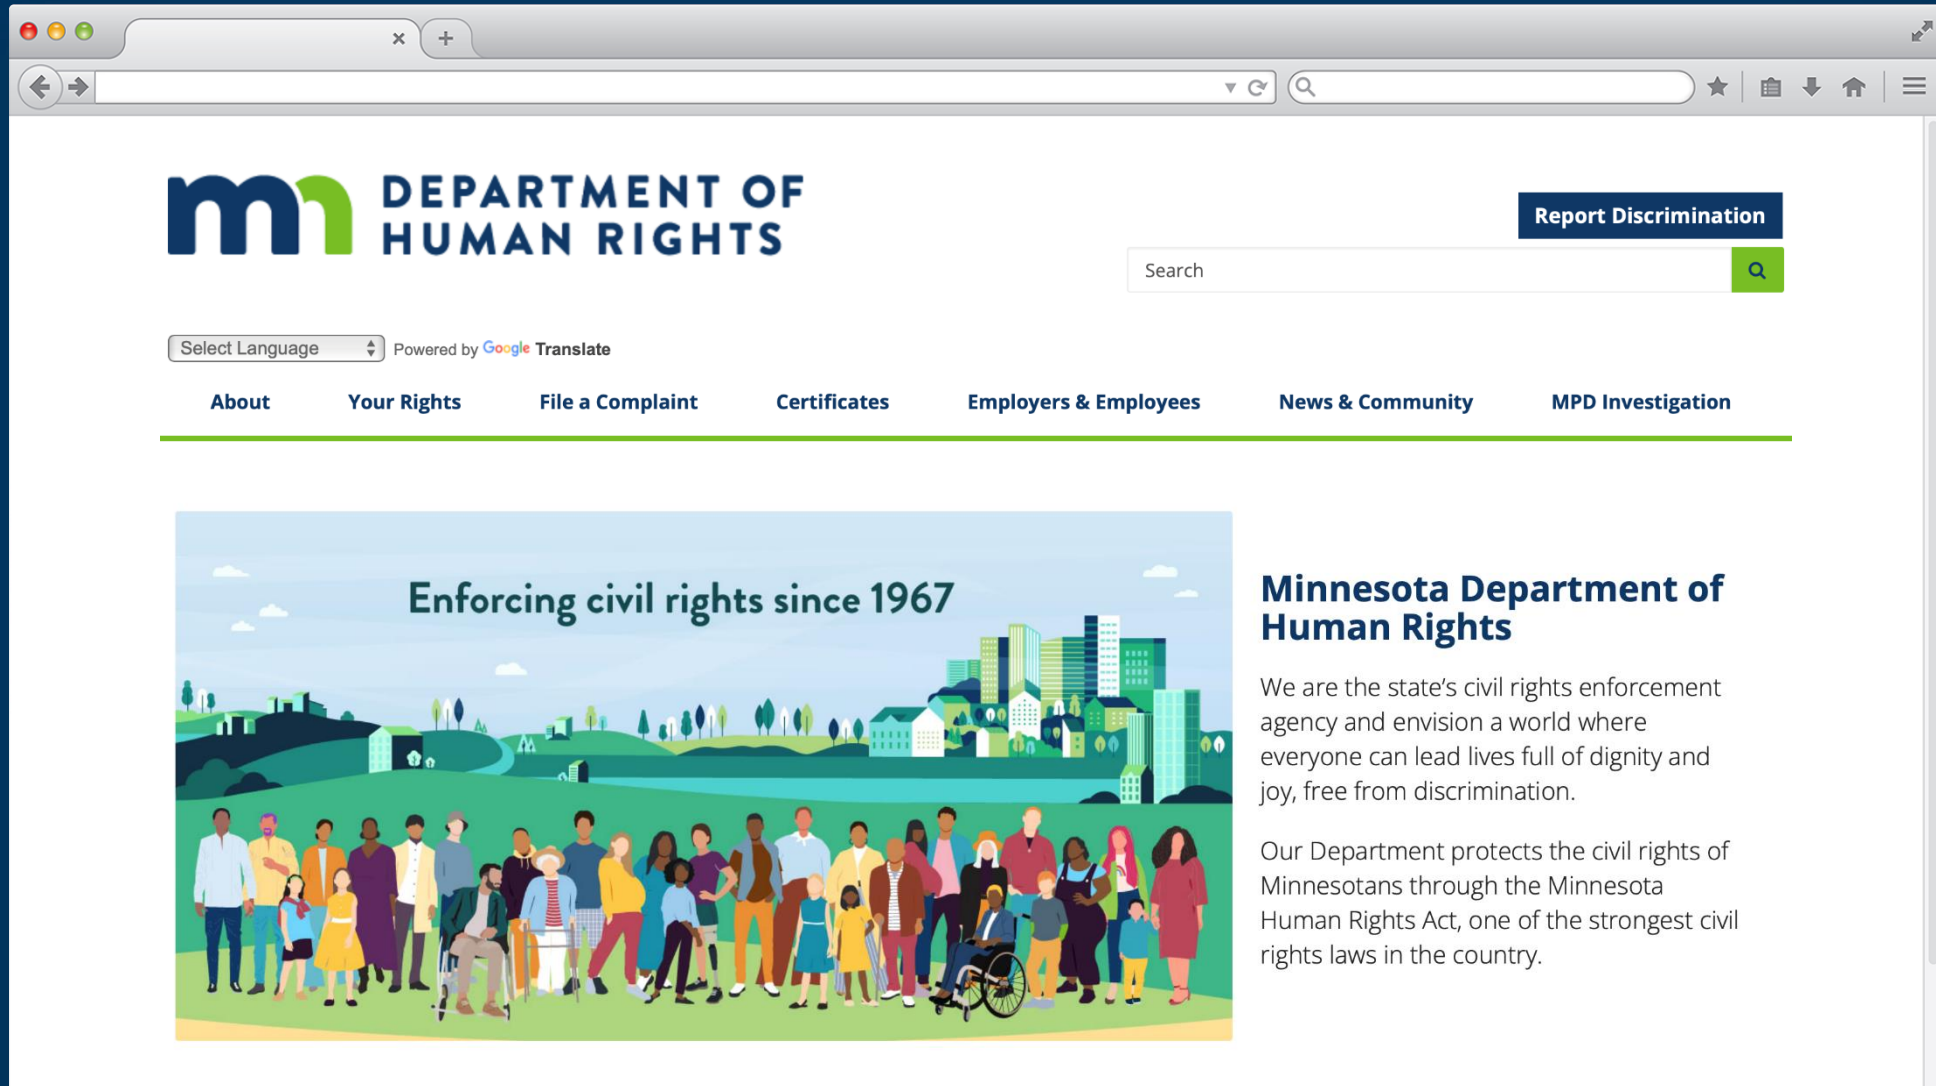 mn DEPARTMENT OF
HUMAN RIGHTS
Report Discrimination
Search
Select Language Powered by Google Translate
About Your Rights File a Complaint Certificates Employers & Employees News & Community MPD Investigation
Enforcing civil rights since 1967
Minnesota Department of
Human Rights
We are the state’s civil rights enforcement
agency and envision a world where
everyone can lead lives full of dignity and
joy, free from discrimination.
Our Department protects the civil rights of
Minnesotans through the Minnesota
Human Rights Act, one of the strongest civil
rights laws in the country.